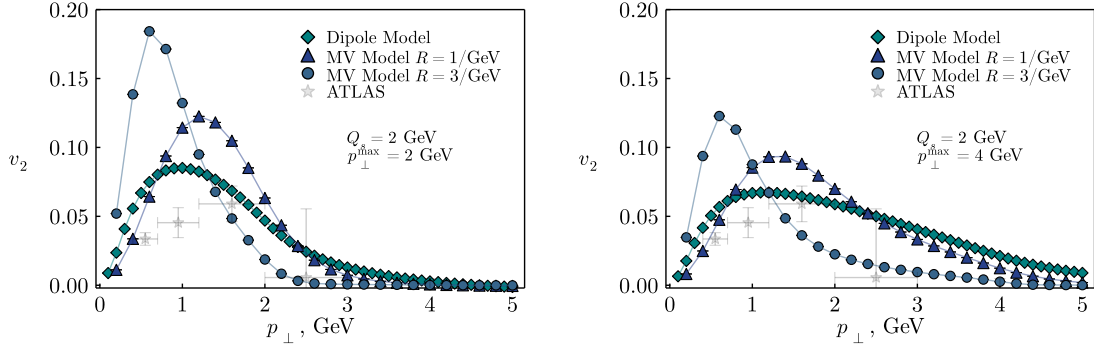 0.20
0.15
0.10
0.05
0.00
v₂
0 1 2 3 4 5
p⊥ , GeV
Dipole Model
MV Model R = 1/GeV
MV Model R = 3/GeV
ATLAS
Qₛ = 2 GeV
p⊥^max = 2 GeV
0.20
0.15
0.10
0.05
0.00
v₂
0 1 2 3 4 5
p⊥ , GeV
Dipole Model
MV Model R = 1/GeV
MV Model R = 3/GeV
ATLAS
Qₛ = 2 GeV
p⊥^max = 4 GeV